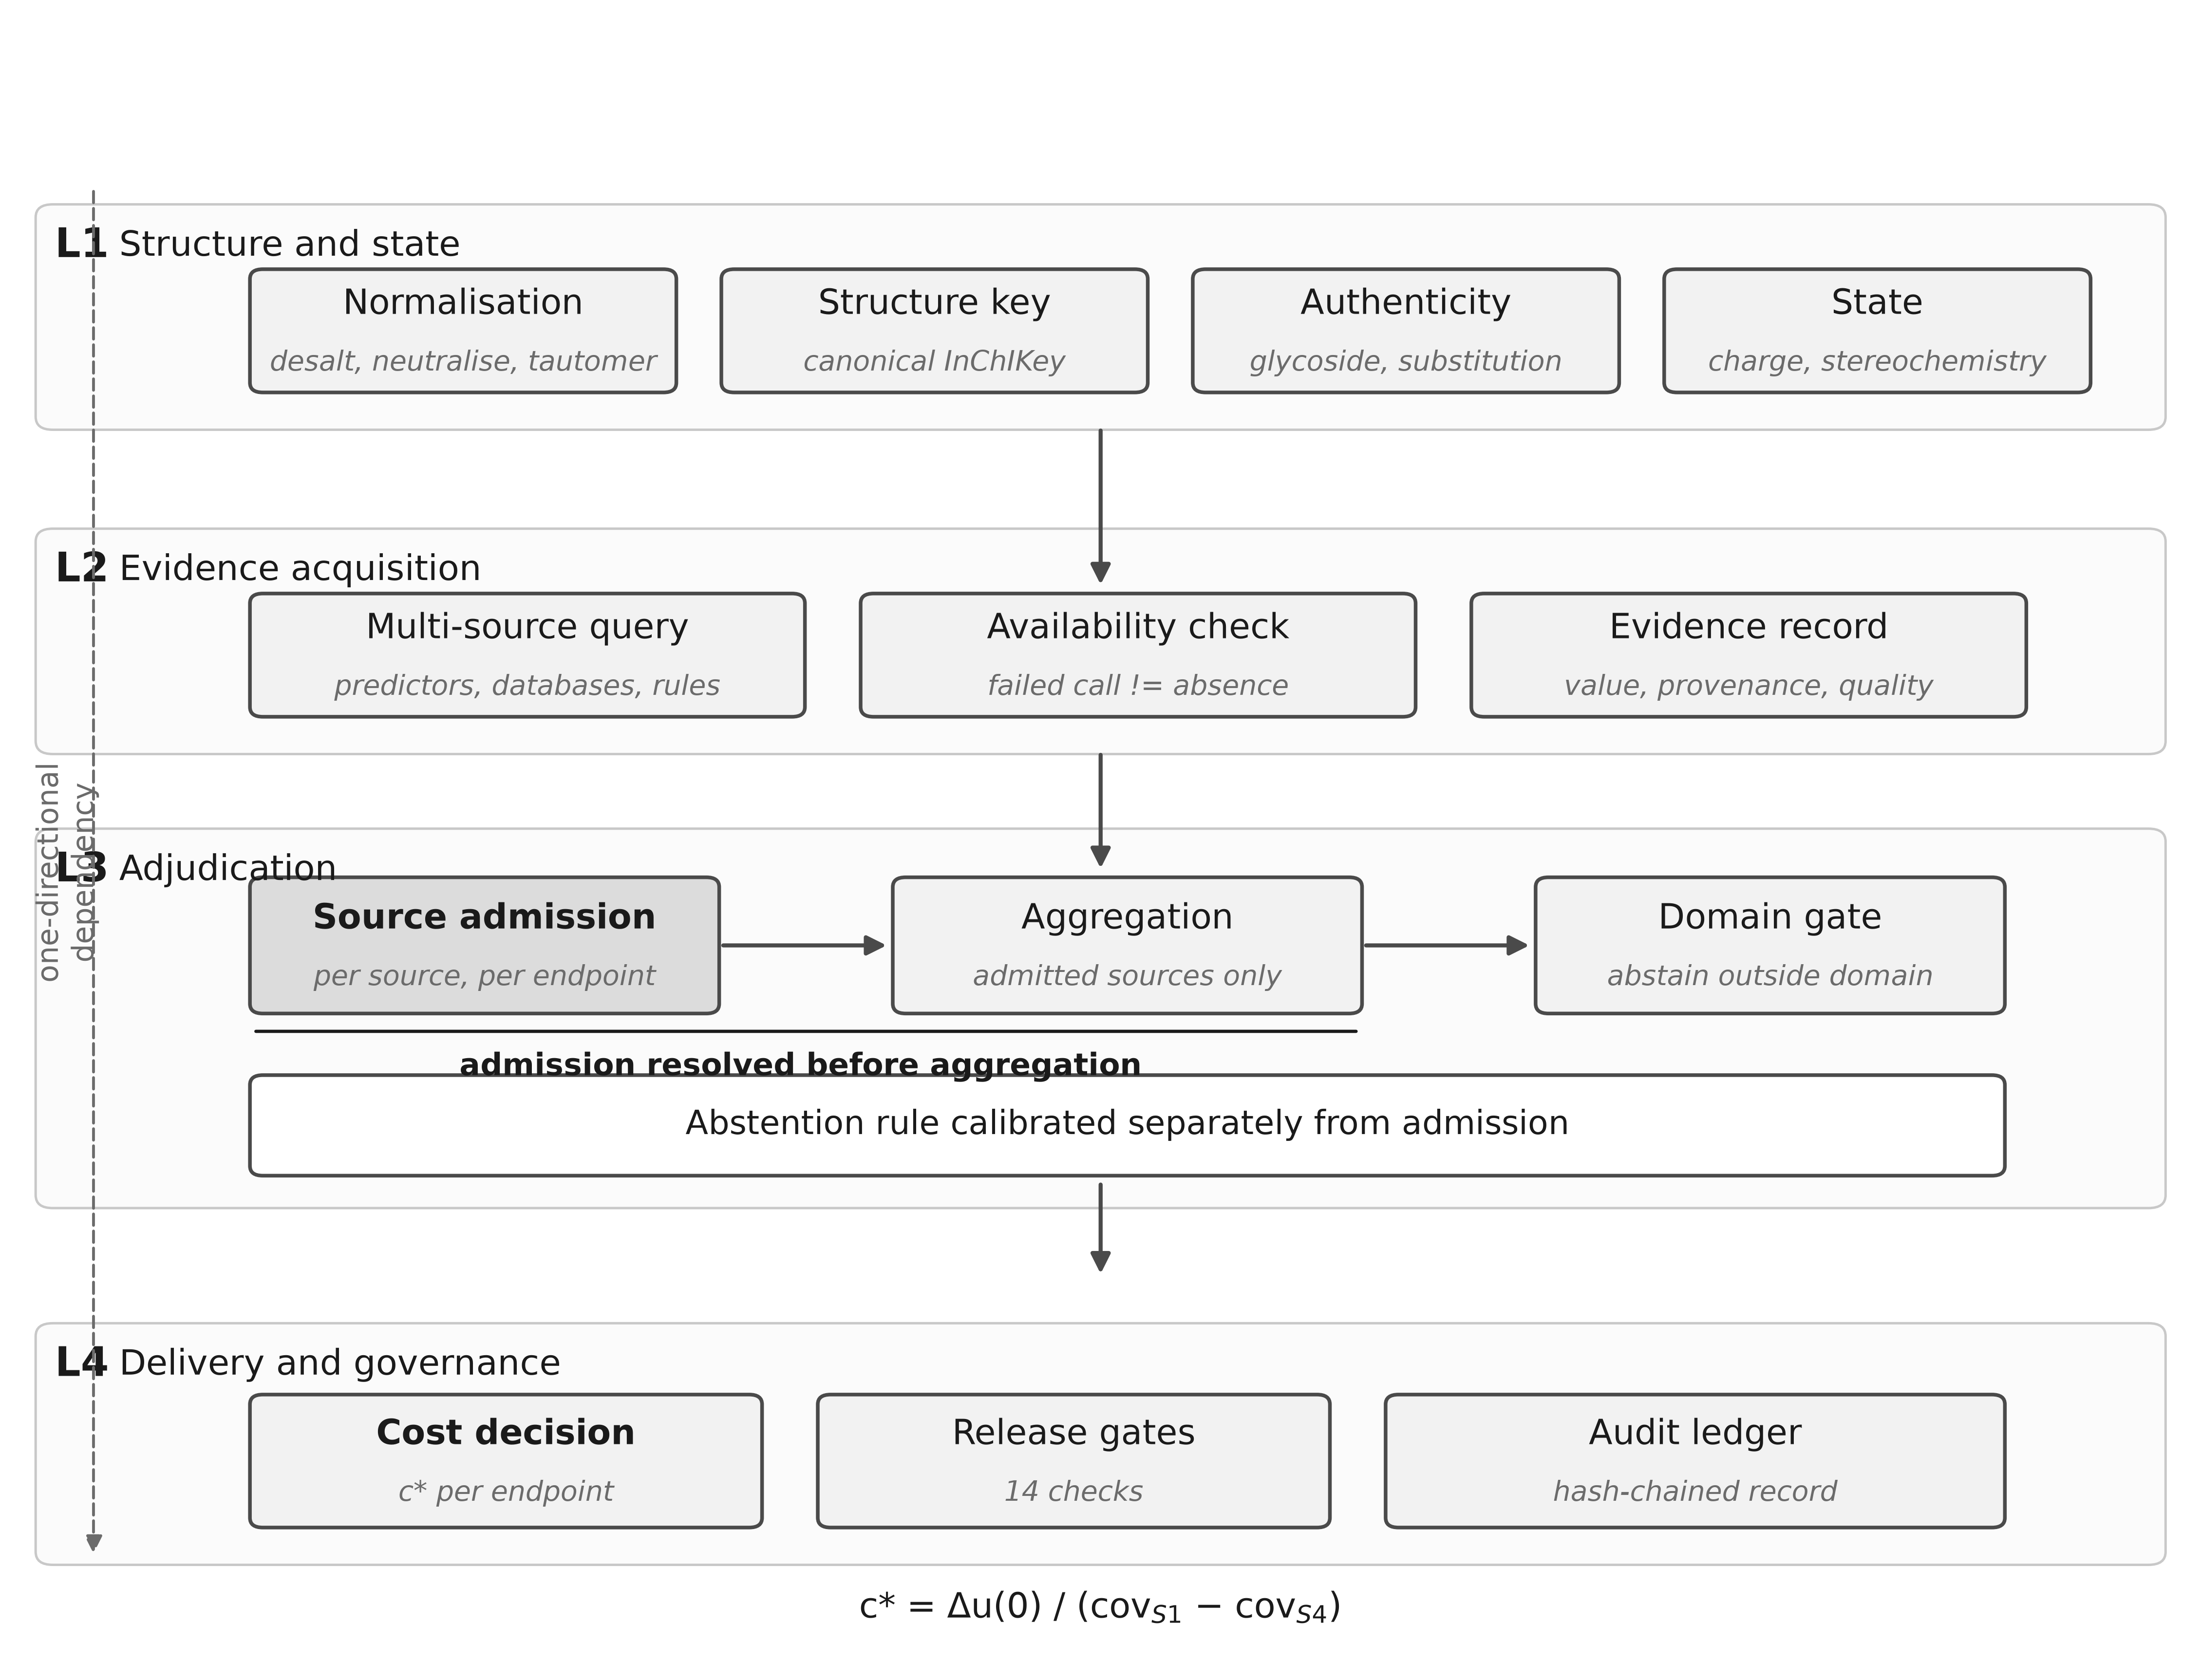 L1 Structure and state
Normalisation
desalt, neutralise, tautomer
Structure key
canonical InChIKey
Authenticity
glycoside, substitution
State
charge, stereochemistry
L2 Evidence acquisition
Multi-source query
predictors, databases, rules
Availability check
failed call != absence
Evidence record
value, provenance, quality
one-directional
dependency
L3 Adjudication
Source admission
per source, per endpoint
Aggregation
admitted sources only
Domain gate
abstain outside domain
admission resolved before aggregation
Abstention rule calibrated separately from admission
L4 Delivery and governance
Cost decision
c* per endpoint
Release gates
14 checks
Audit ledger
hash-chained record
c* = Δu(0) / (cov_S1 − cov_S4)